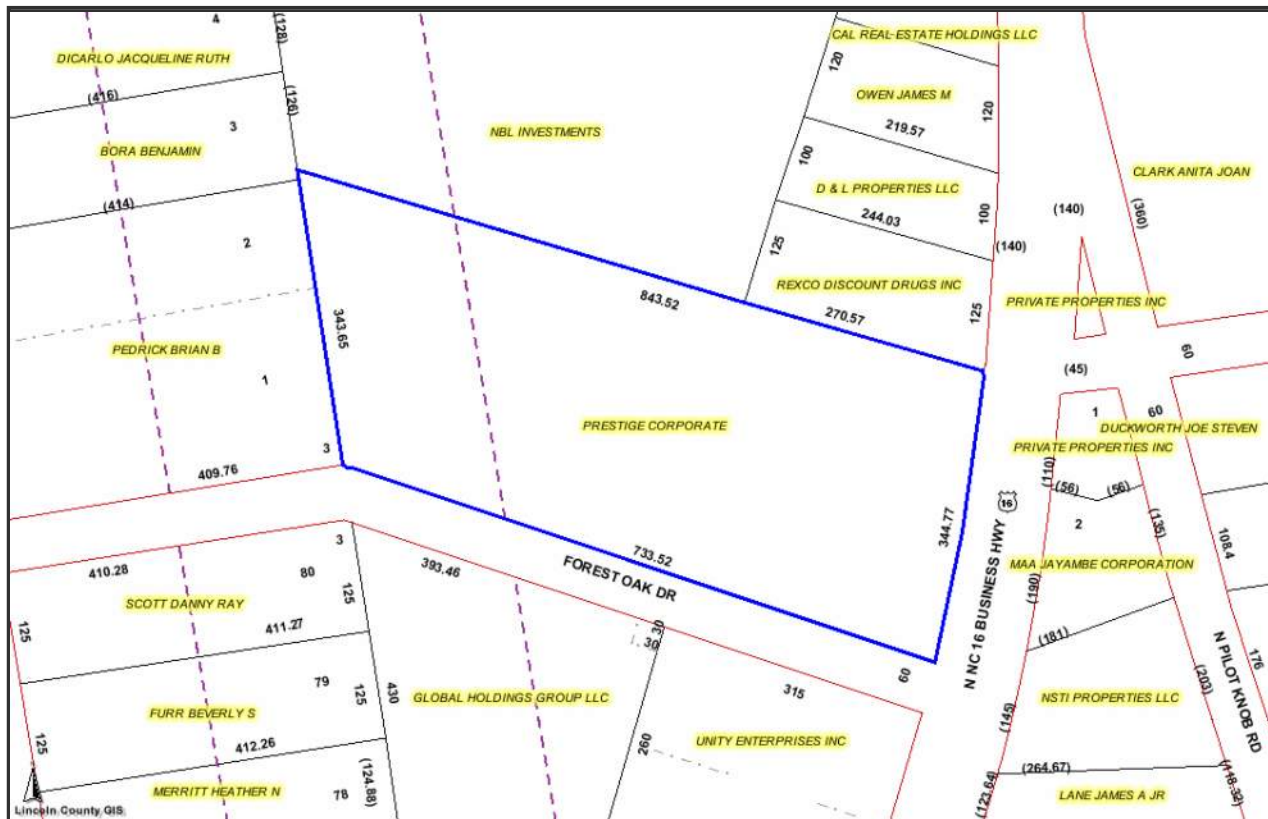 4
(128)
CAL REAL-ESTATE HOLDINGS LLC
DICARLO JACQUELINE RUTH
120
(416)
(126)
OWEN JAMES M
120
3
NBL INVESTMENTS
219.57
BORA BENJAMIN
100
CLARK ANITA JOAN
D & L PROPERTIES LLC
(414)
244.03
100
(140)
(360)
2
125
(140)
REXCO DISCOUNT DRUGS INC
843.52
270.57
125
PRIVATE PROPERTIES INC
343.65
PEDRICK BRIAN B
60
(45)
1
1
60
PRESTIGE CORPORATE
DUCKWORTH JOE STEVEN
3
PRIVATE PROPERTIES INC
409.76
(110)
(56)
(56)
16
344.77
2
(135)
108.4
733.52
3
393.46
FOREST OAK DR
MAA JAYAMBE CORPORATION
410.28
80
125
(190)
SCOTT DANNY RAY
N NC 16 BUSINESS HWY
411.27
125
30
30
(181)
176
79
60
N PILOT KNOB RD
125
430
GLOBAL HOLDINGS GROUP LLC
315
(203)
NSTI PROPERTIES LLC
FURR BEVERLY S
(145)
412.26
125
260
UNITY ENTERPRISES INC
(264.67)
(118.32)
MERRITT HEATHER N
78
(124.88)
(123.64)
LANE JAMES A JR
Lincoln County GIS